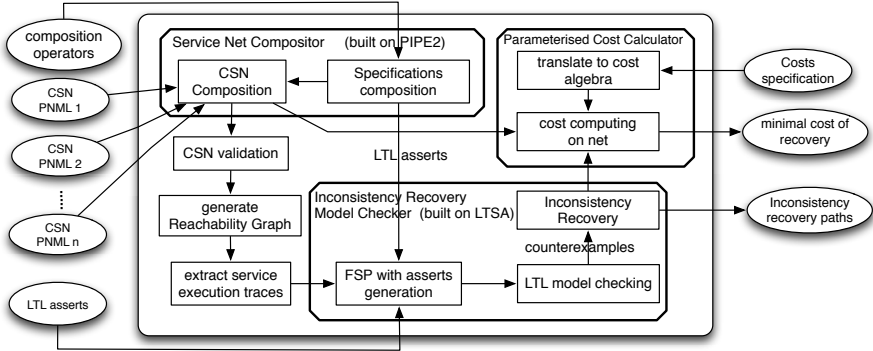 composition
operators
CSN
PNML 1
CSN
PNML 2
CSN
PNML n
LTL asserts
Service Net Compositor (built on PIPE2)
CSN
Composition
Specifications
composition
CSN validation
LTL asserts
generate
Reachability Graph
extract service
execution traces
Inconsistency Recovery
Model Checker (built on LTSA)
FSP with asserts
generation
LTL model checking
counterexamples
Inconsistency
Recovery
Parameterised Cost Calculator
translate to cost
algebra
cost computing
on net
Costs
specification
minimal cost of
recovery
Inconsistency
recovery paths